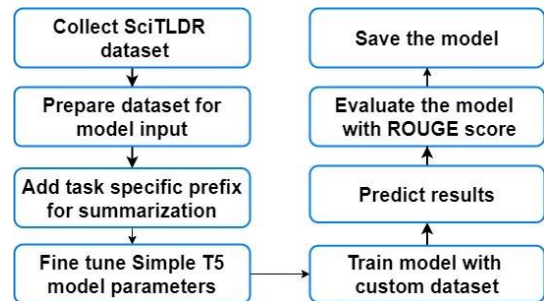 Collect SciTLDR
dataset
Prepare dataset for
model input
Add task specific prefix
for summarization
Fine tune Simple T5
model parameters
Train model with
custom dataset
Predict results
Evaluate the model
with ROUGE score
Save the model